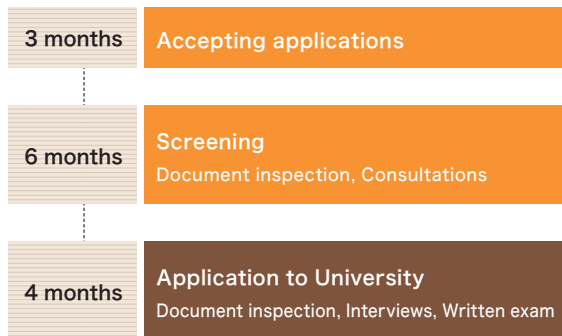 3 months
Accepting applications
6 months
Screening
Document inspection, Consultations
4 months
Application to University
Document inspection, Interviews, Written exam